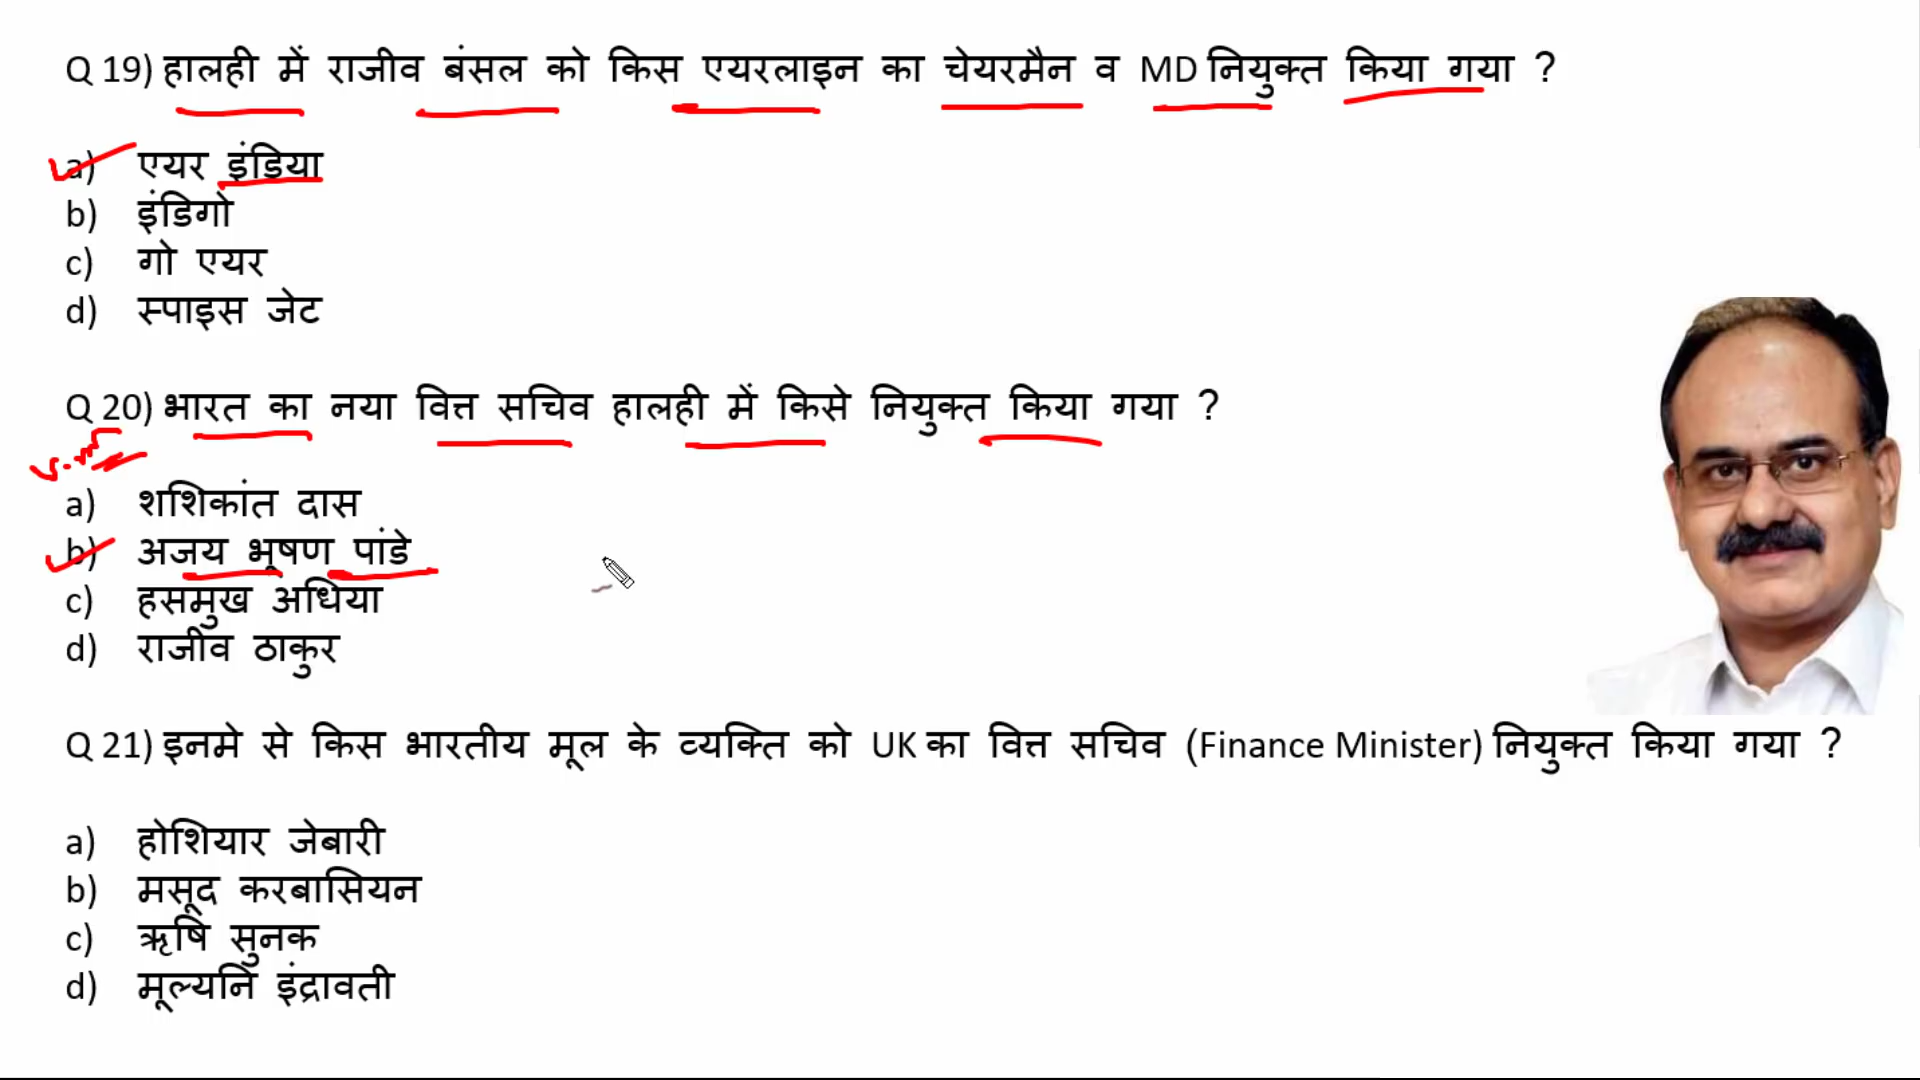 Q 19) हालही में राजीव बंसल को किस एयरलाइन का चेयरमैन व MD नियुक्त किया गया ?
a) एयर इंडिया
b) इंडिगो
c) गो एयर
d) स्पाइस जेट
Q 20) भारत का नया वित्त सचिव हालही में किसे नियुक्त किया गया ?
a) शशिकांत दास
b) अजय भूषण पांडे
c) हसमुख अधिया
d) राजीव ठाकुर
Q 21) इनमे से किस भारतीय मूल के व्यक्ति को UK का वित्त सचिव (Finance Minister) नियुक्त किया गया ?
a) होशियार जेबारी
b) मसूद करबासियन
c) ऋषि सुनक
d) मूल्यनि इंद्रावती